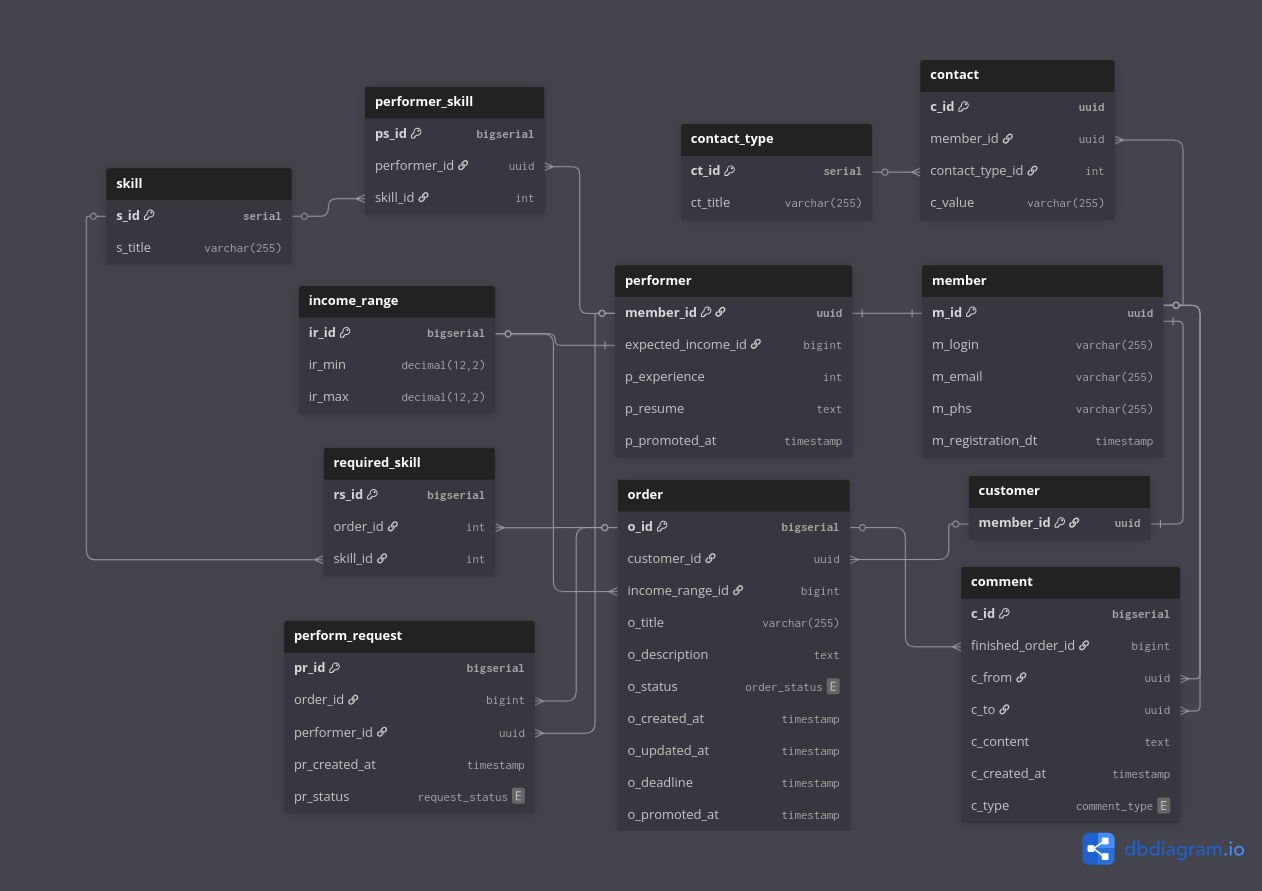 contact
c_id uuid
member_id uuid
contact_type_id int
c_value varchar(255)
performer_skill
ps_id bigserial
performer_id uuid
skill_id int
contact_type
ct_id serial
ct_title varchar(255)
skill
s_id serial
s_title varchar(255)
performer
member_id uuid
expected_income_id bigint
p_experience int
p_resume text
p_promoted_at timestamp
member
m_id uuid
m_login varchar(255)
m_email varchar(255)
m_phs varchar(255)
m_registration_dt timestamp
income_range
ir_id bigserial
ir_min decimal(12,2)
ir_max decimal(12,2)
required_skill
rs_id bigserial
order_id int
skill_id int
order
o_id bigserial
customer_id uuid
income_range_id bigint
o_title varchar(255)
o_description text
o_status order_status E
o_created_at timestamp
o_updated_at timestamp
o_deadline timestamp
o_promoted_at timestamp
customer
member_id uuid
comment
c_id bigserial
finished_order_id bigint
c_from uuid
c_to uuid
c_content text
c_created_at timestamp
c_type comment_type E
perform_request
pr_id bigserial
order_id bigint
performer_id uuid
pr_created_at timestamp
pr_status request_status E
dbdiagram.io